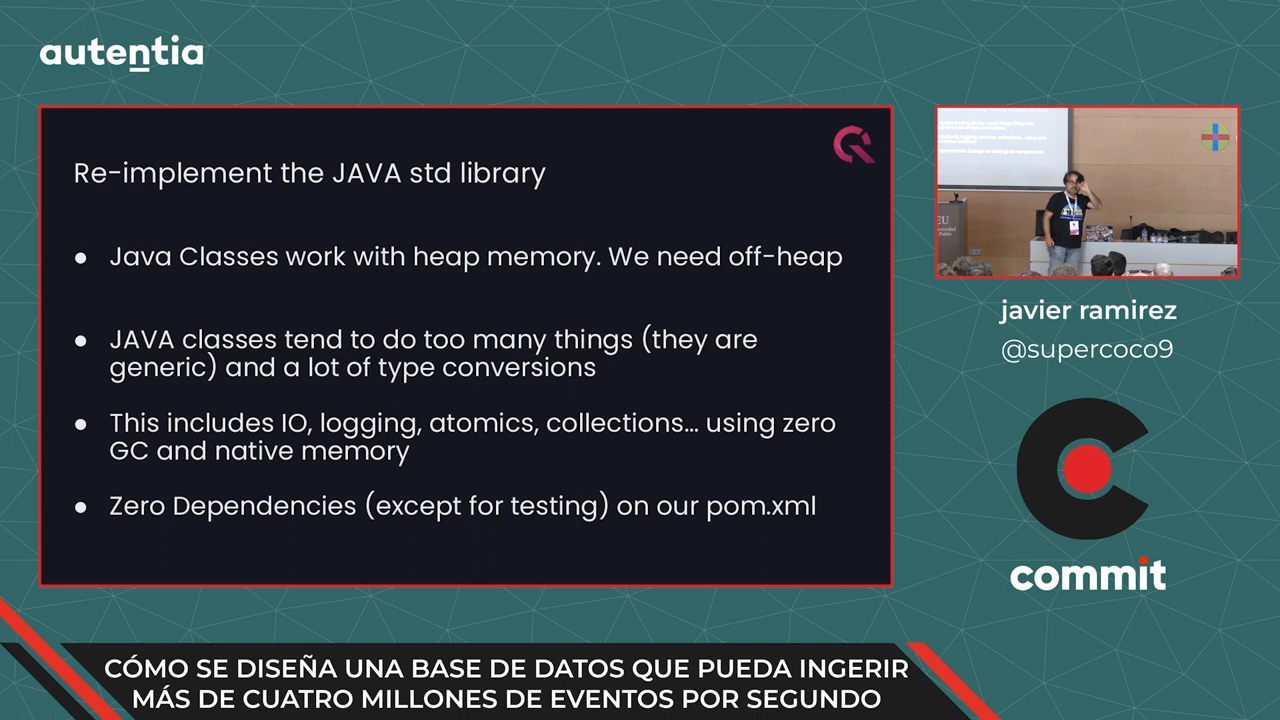 autentia
Re-implement the JAVA std library
● Java Classes work with heap memory. We need off-heap
● JAVA classes tend to do too many things (they are
generic) and a lot of type conversions
● This includes IO, logging, atomics, collections... using zero
GC and native memory
● Zero Dependencies (except for testing) on our pom.xml
javier ramirez
@supercoco9
commit
CÓMO SE DISEÑA UNA BASE DE DATOS QUE PUEDA INGERIR
MÁS DE CUATRO MILLONES DE EVENTOS POR SEGUNDO